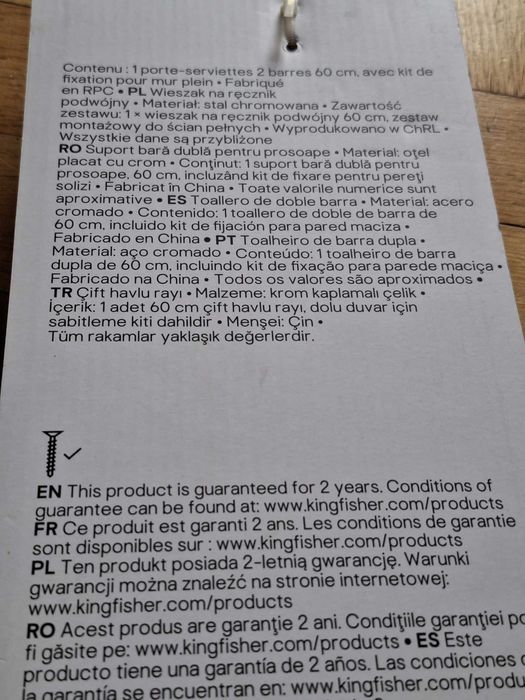 Contenu : 1 porte-serviettes 2 barres 60 cm, avec kit de
fixation pour mur plein • Fabriqué
en RPC • PL Wieszak na ręcznik
podwójny • Materiał: stal chromowana • Zawartość
zestawu: 1 × wieszak na ręcznik podwójny 60 cm, zestaw
montażowy do ścian pełnych • Wyprodukowano w ChRL •
Wszystkie dane są przybliżone
RO Suport bară dublă pentru prosoape • Material: oțel
placat cu crom • Conținut: 1 suport bară dublă pentru
prosoape, 60 cm, incluzând kit de fixare pentru pereți
solizi • Fabricat în China • Toate valorile numerice sunt
aproximative • ES Toallero de doble barra • Material: acero
cromado • Contenido: 1 toallero de doble de barra de
60 cm, incluido kit de fijación para pared maciza •
Fabricado en China • PT Toalheiro de barra dupla •
Material: aço cromado • Conteúdo: 1 toalheiro de barra
dupla de 60 cm, incluindo kit de fixação para parede maciça •
Fabricado na China • Todos os valores são aproximados •
TR Çift havlu rayı • Malzeme: krom kaplamalı çelik •
İçerik: 1 adet 60 cm çift havlu rayı, dolu duvar için
sabitleme kiti dahildir • Menşei: Çin •
Tüm rakamlar yaklaşık değerlerdir.
EN This product is guaranteed for 2 years. Conditions of
guarantee can be found at: www.kingfisher.com/products
FR Ce produit est garanti 2 ans. Les conditions de garantie
sont disponibles sur : www.kingfisher.com/products
PL Ten produkt posiada 2-letnią gwarancję. Warunki
gwarancji można znaleźć na stronie internetowej:
www.kingfisher.com/products
RO Acest produs are garanţie 2 ani. Condiţiile garanţiei po
fi găsite pe: www.kingfisher.com/products • ES Este
producto tiene una garantía de 2 años. Las condiciones d
la garantía se encuentran en: www.kingfisher.com/produ